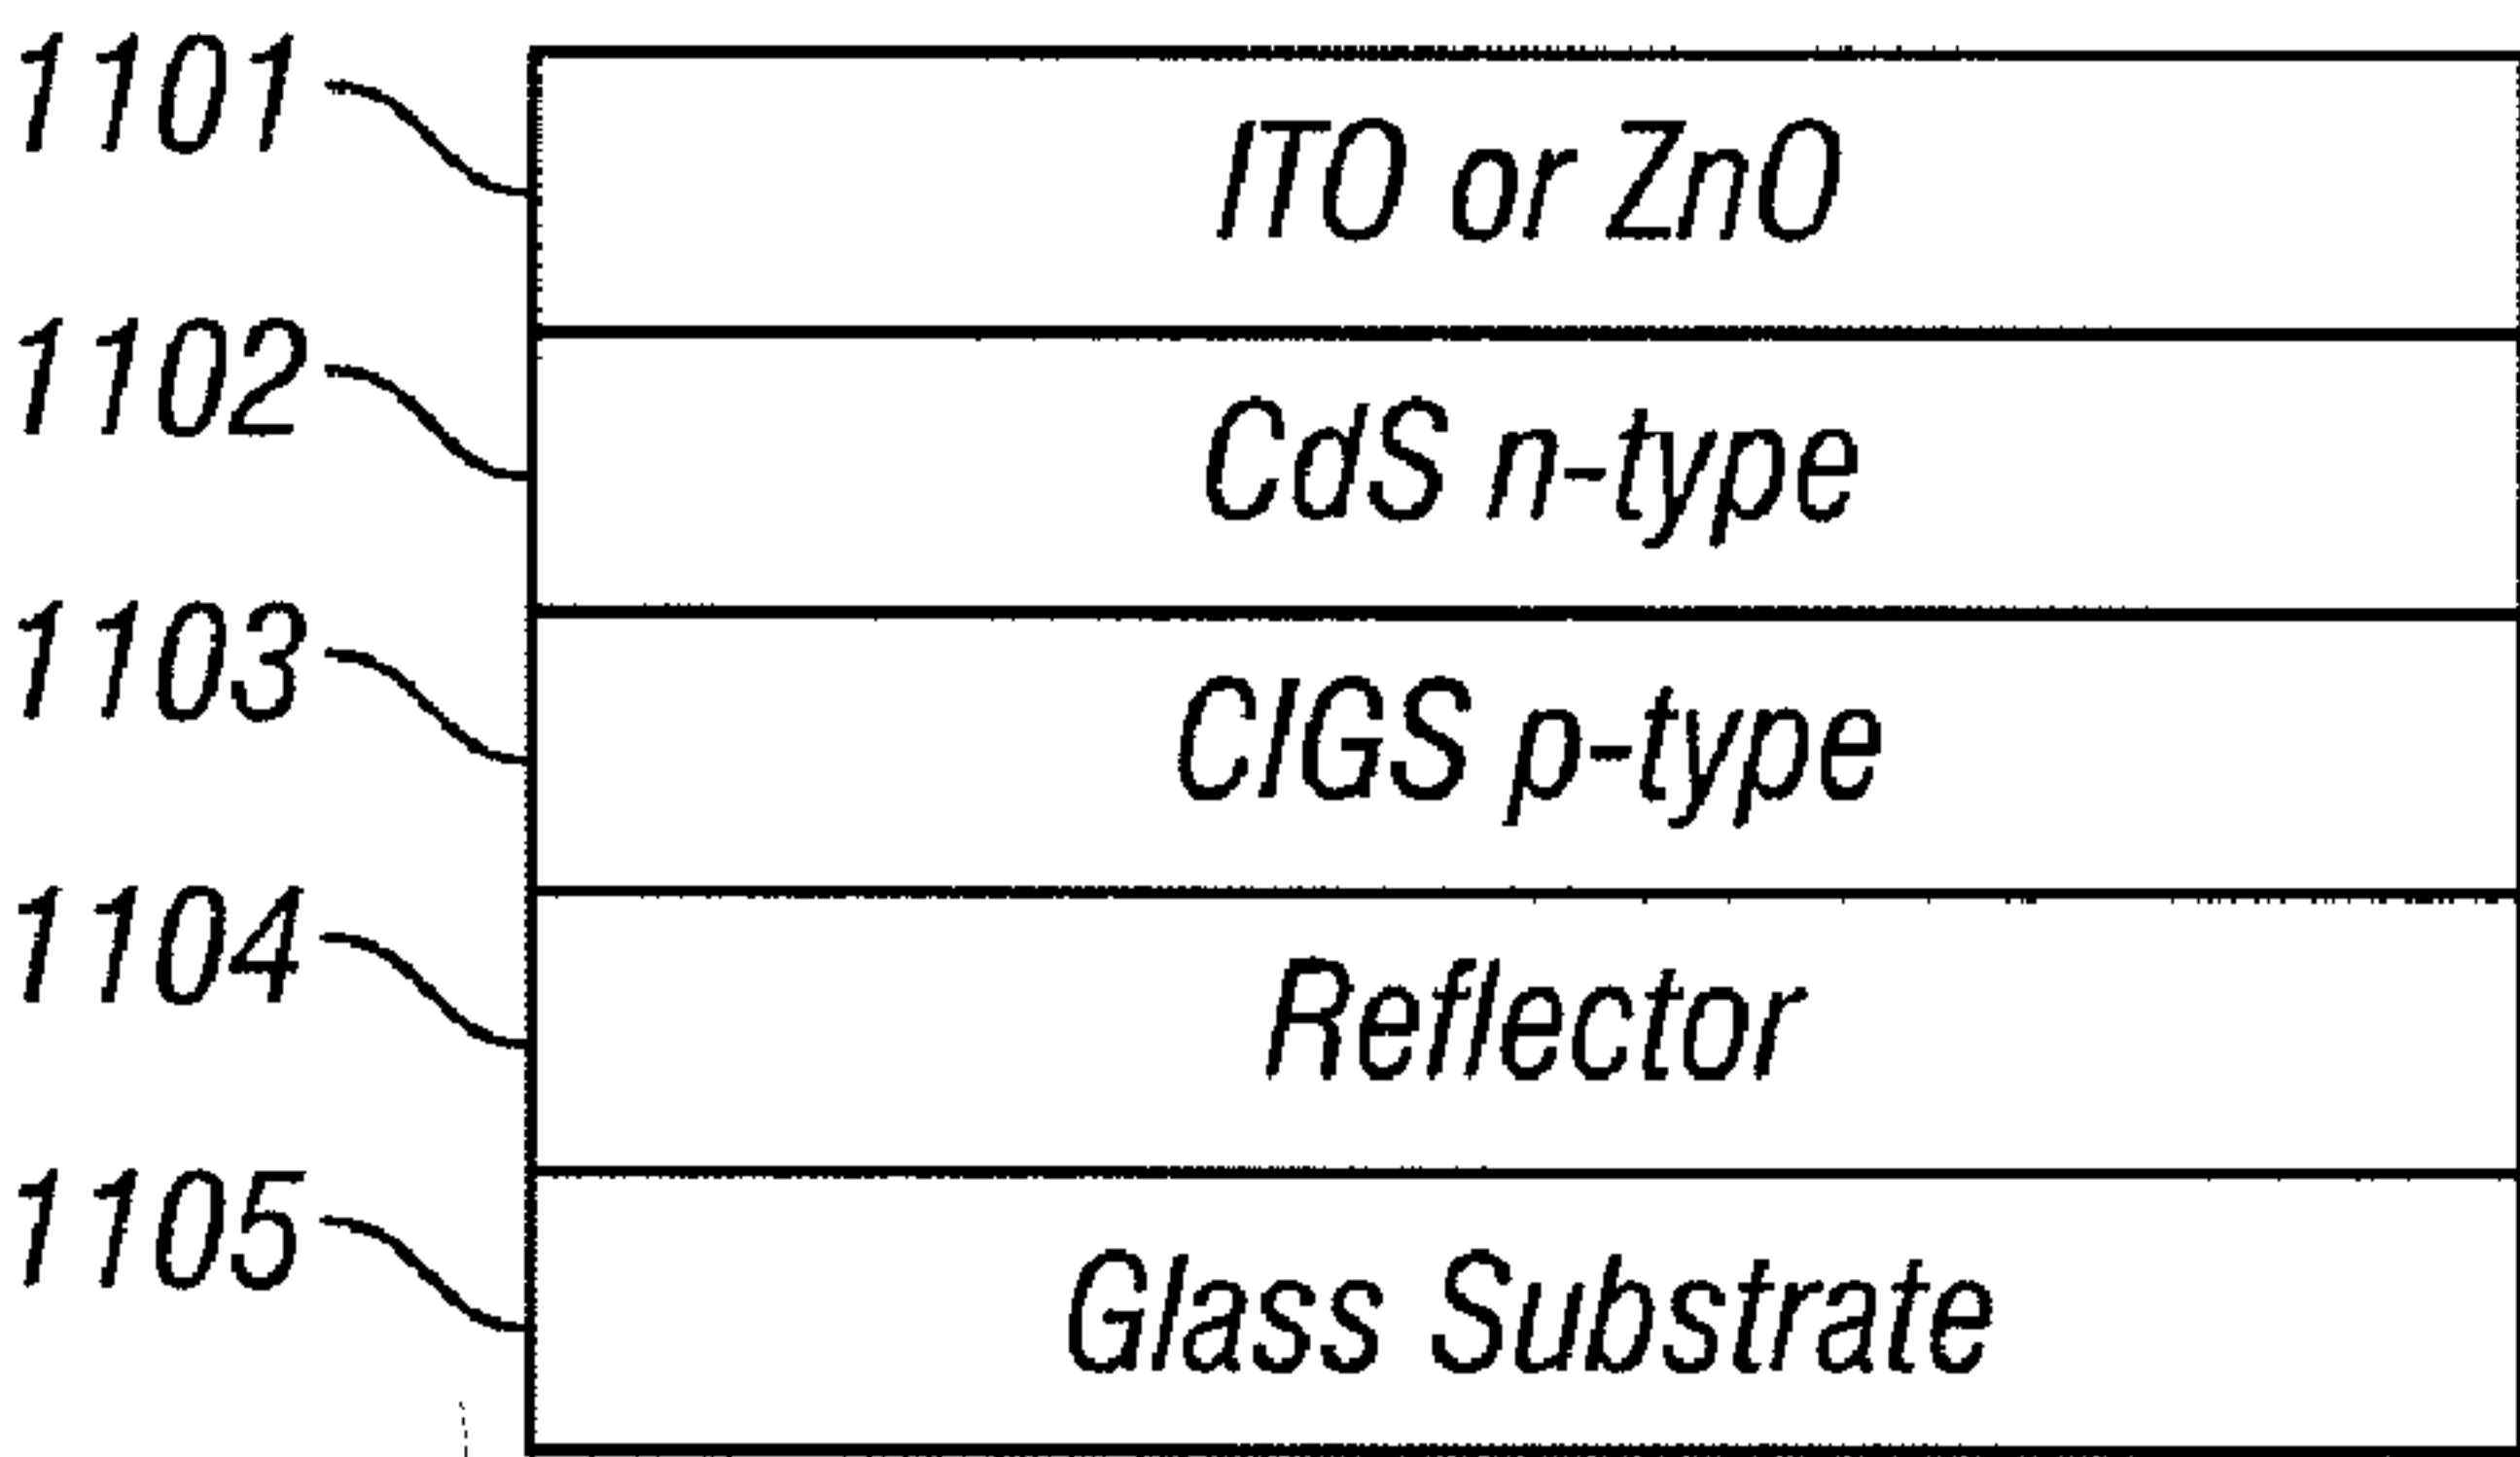 1101 ITO or ZnO
1102 CdS n-type
1103 CIGS p-type
1104 Reflector
1105 Glass Substrate